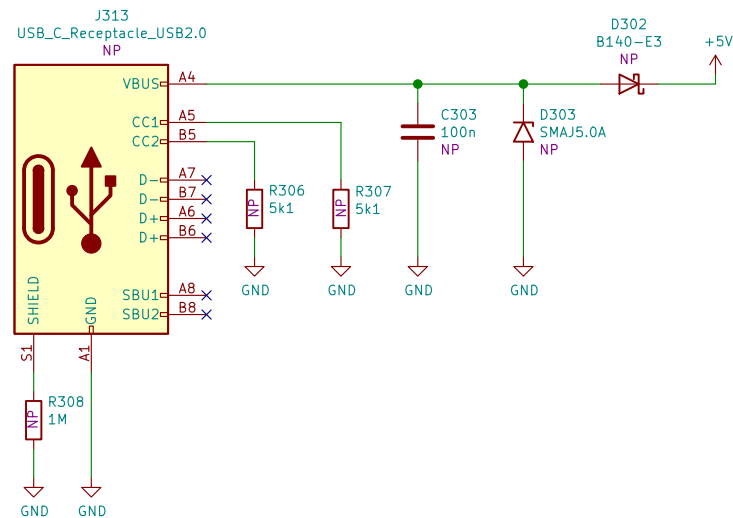 J313
USB_C_Receptacle_USB2.0
NP
D302
B140-E3
NP
+5V
VBUS
A4
CC1
A5
CC2
B5
C303
100n
NP
D303
SMAJ5.0A
NP
D-
A7
D-
B7
D+
A6
D+
B6
NP
R306
5k1
NP
R307
5k1
SBU1
A8
SBU2
B8
SHIELD
GND
GND
GND
GND
GND
S1
A1
NP
R308
1M
GND
GND